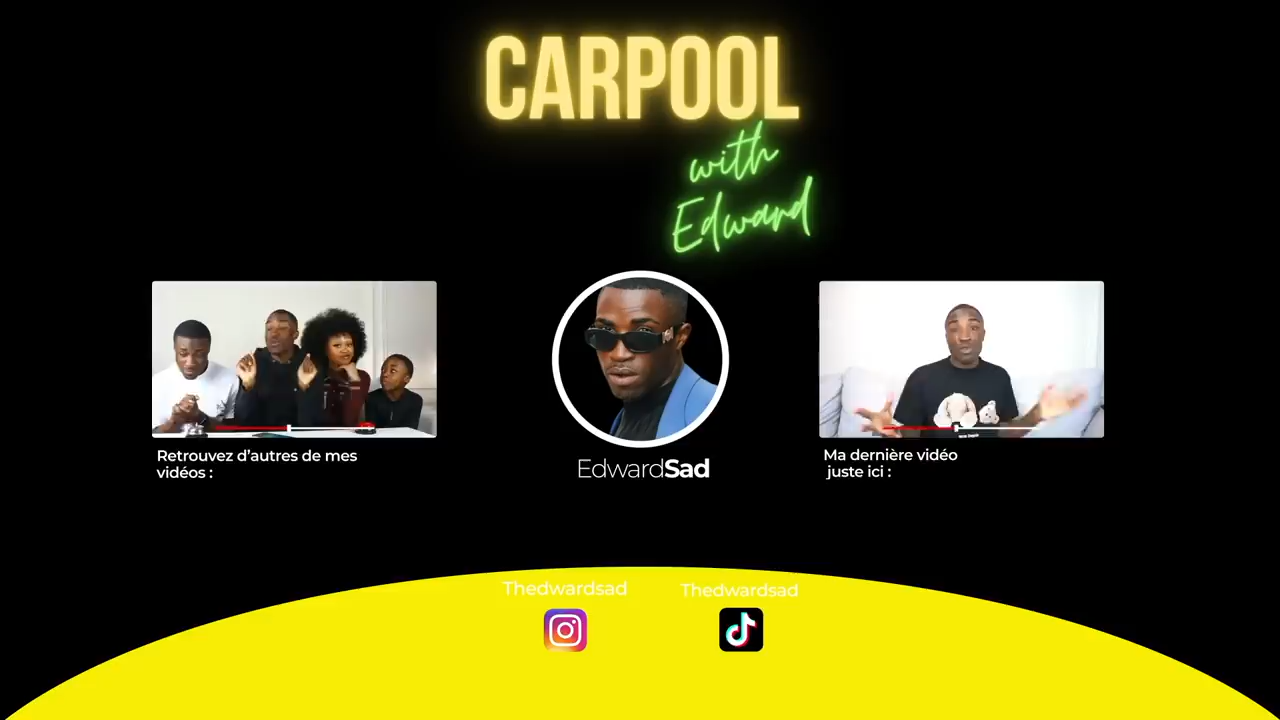 CARPOOL
with
Edward
EdwardSad
Retrouvez d'autres de mes
vidéos :
Ma dernière vidéo
juste ici :
Thedwardsad
Thedwardsad